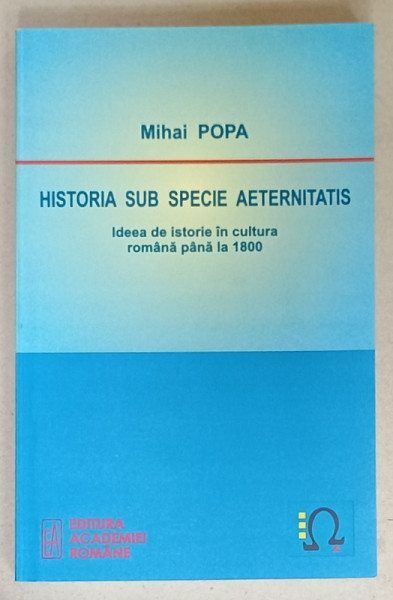 Mihai POPA
HISTORIA SUB SPECIE AETERNITATIS
Ideea de istorie în cultura
română până la 1800
EA
EDITURA
ACADEMIEI
ROMÂNE
Ω